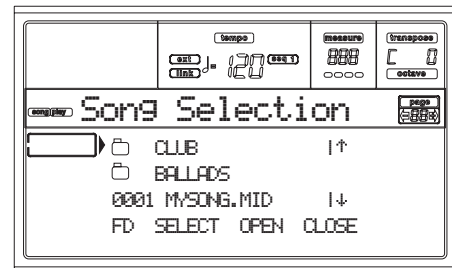 tempo measure transpose
ext link ♩= 120 seq 1 888 C 0
octave
song play Song Selection page 88
CLUB |↑
BALLADS
0001 MYSONG.MID |↓
FD SELECT OPEN CLOSE